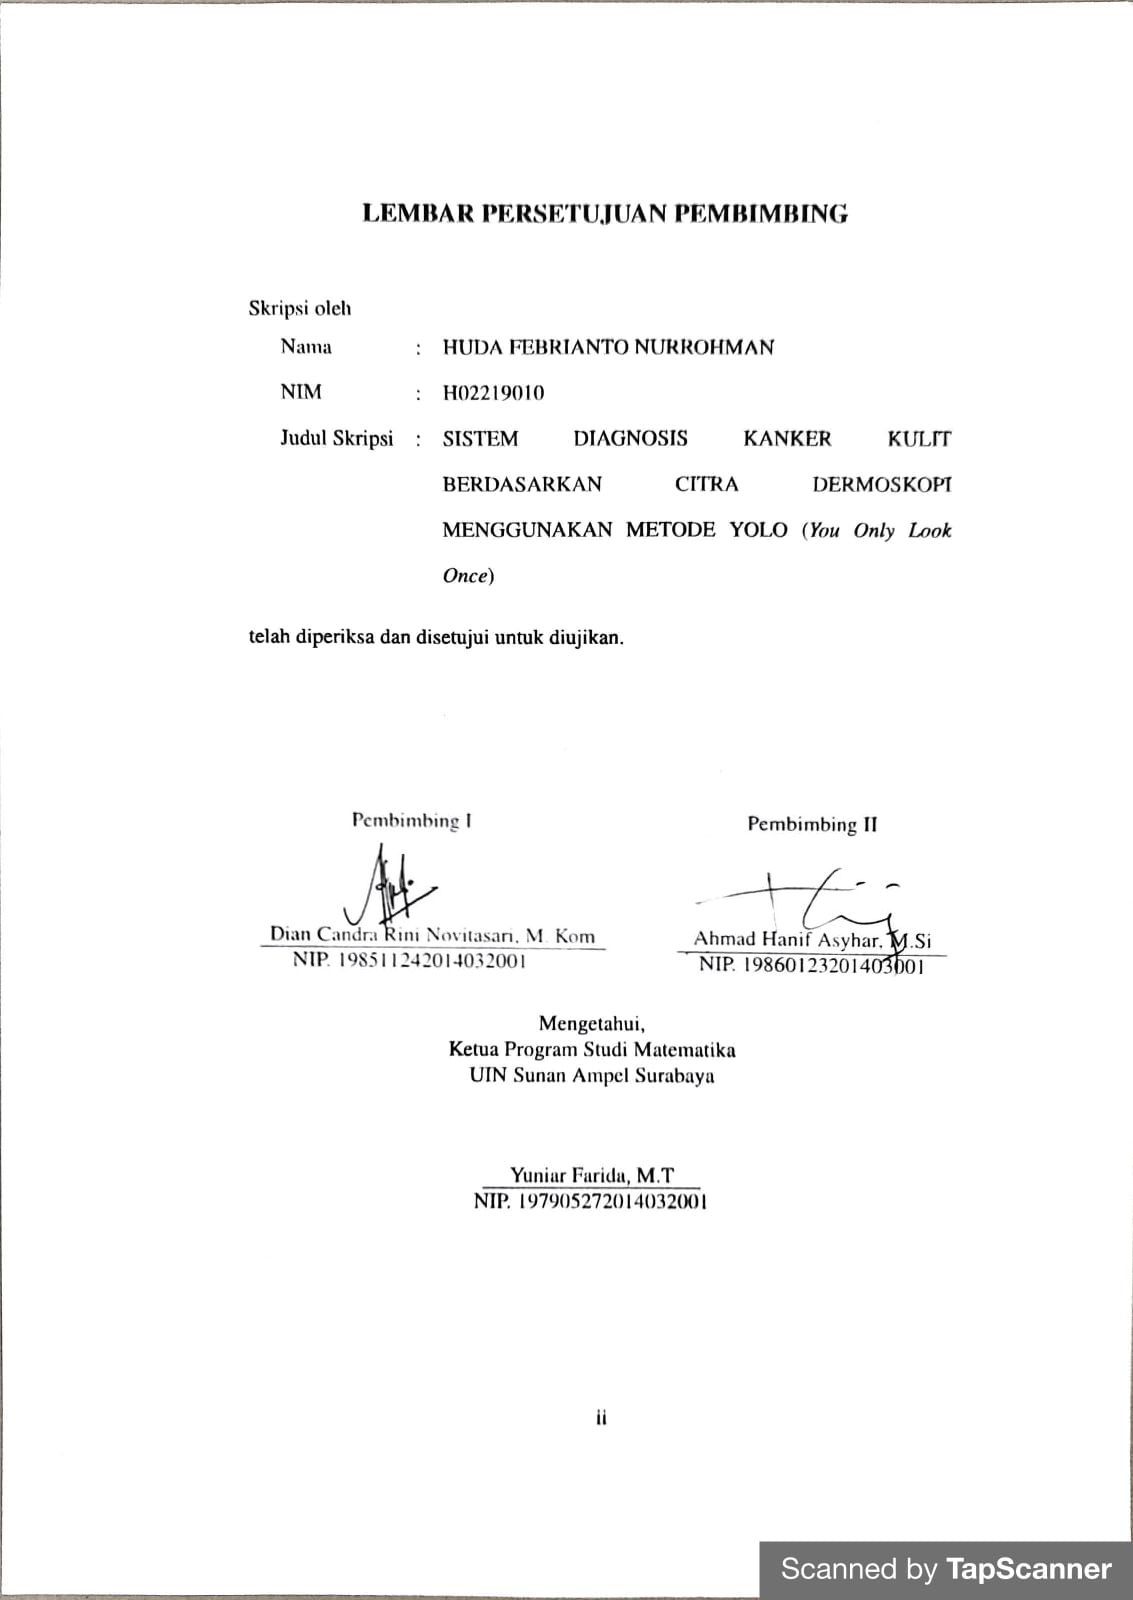 LEMBAR PERSETUJUAN PEMBIMBING
Skripsi oleh
Nama : HUDA FEBRIANTO NURROHMAN
NIM : H02219010
Judul Skripsi : SISTEM DIAGNOSIS KANKER KULIT
BERDASARKAN CITRA DERMOSKOPI
MENGGUNAKAN METODE YOLO (You Only Look
Once)
telah diperiksa dan disetujui untuk diujikan.
Pembimbing I
Dian Candra Rini Novitasari, M. Kom
NIP. 198511242014032001
Pembimbing II
Ahmad Hanif Asyhar, M.Si
NIP. 19860123201403001
Mengetahui,
Ketua Program Studi Matematika
UIN Sunan Ampel Surabaya
Yuniar Farida, M.T
NIP. 197905272014032001
ii
Scanned by TapScanner